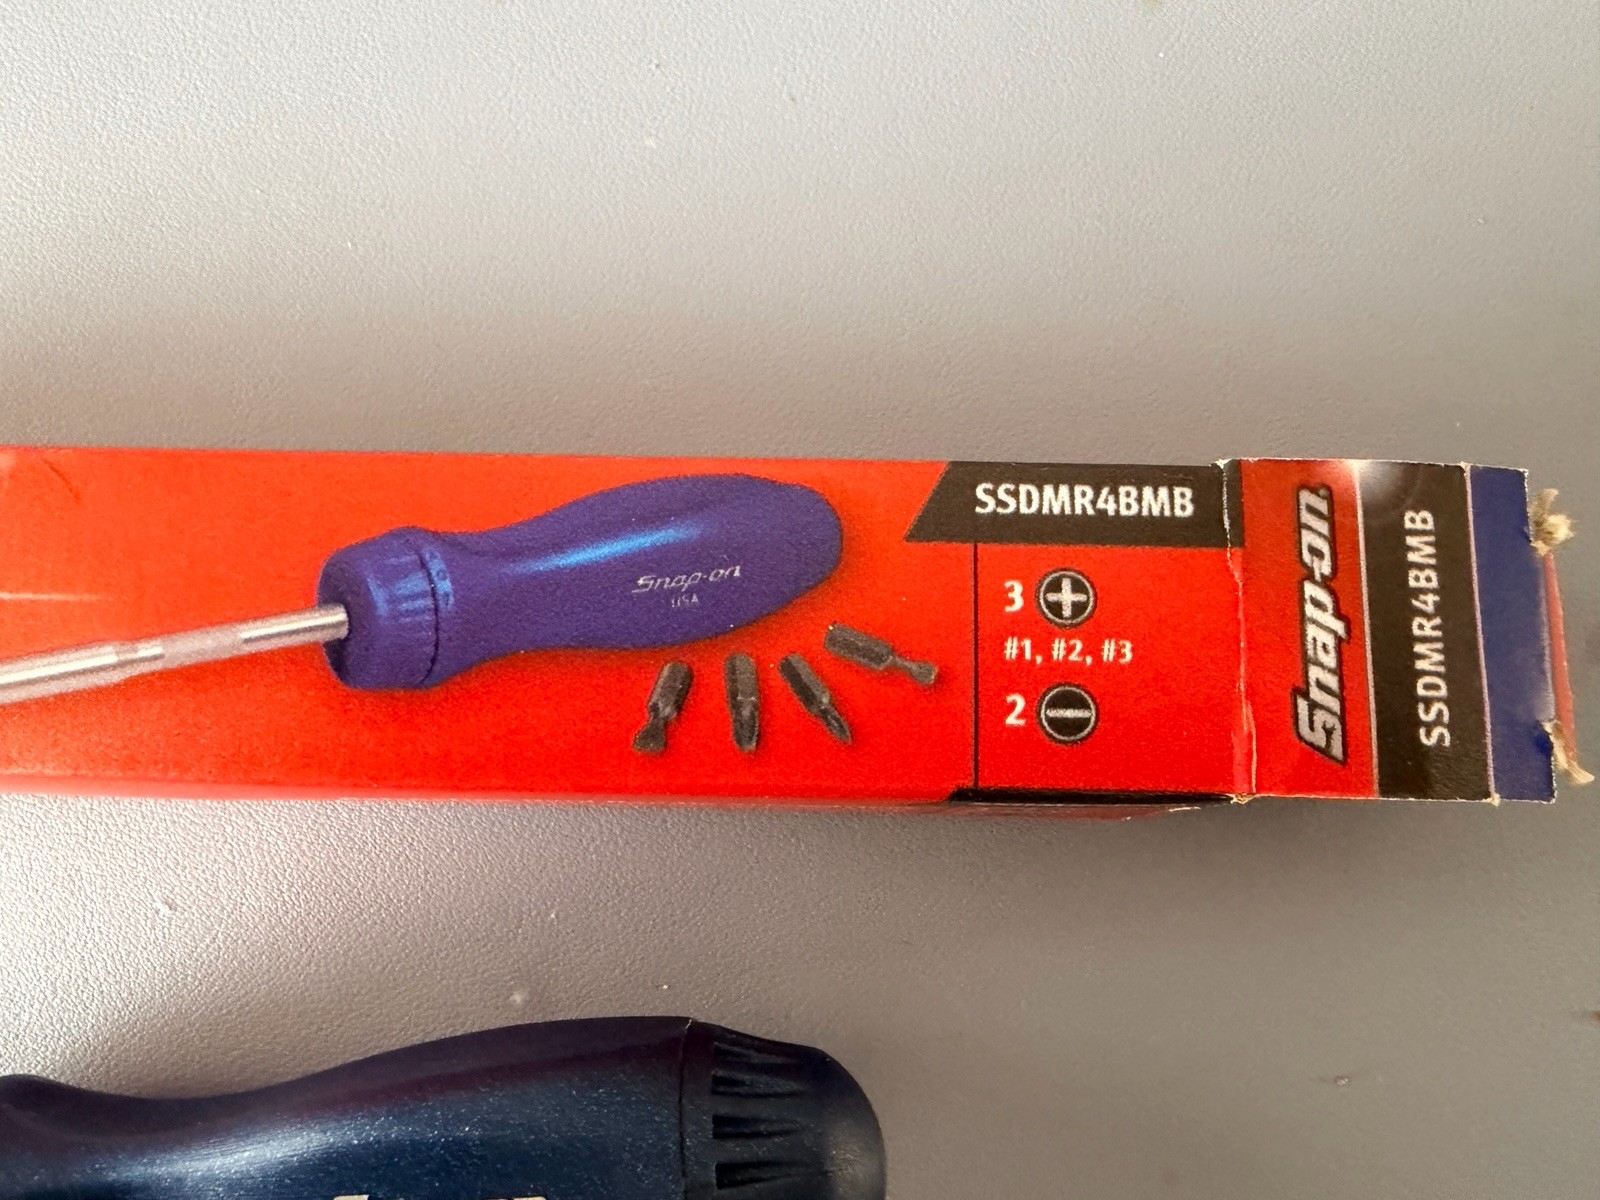 Snap-on
USA
SSDMR4BMB
3
#1, #2, #3
2
Snap-on
SSDMR4BMB